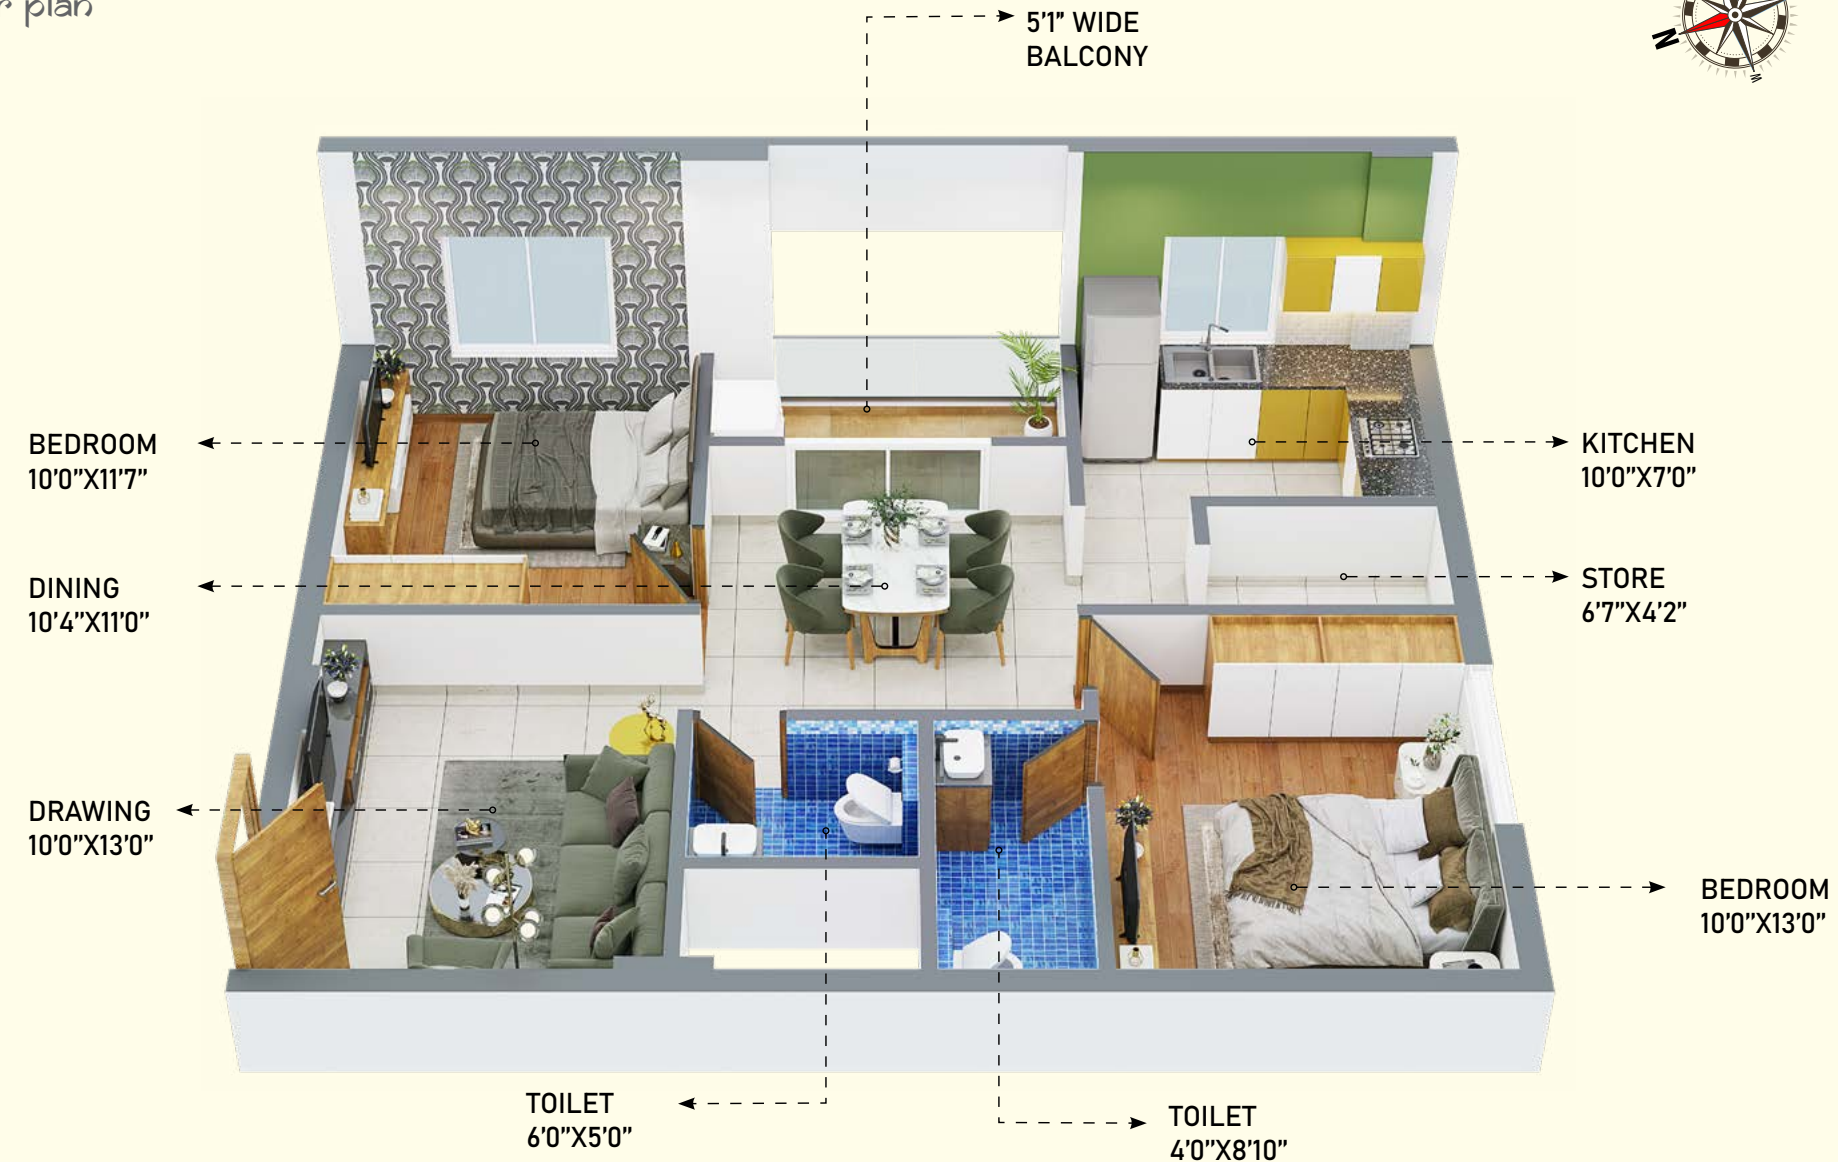 plan
5'1" WIDE
BALCONY
N
W
BEDROOM
10'0"X11'7"
KITCHEN
10'0"X7'0"
DINING
10'4"X11'0"
STORE
6'7"X4'2"
DRAWING
10'0"X13'0"
BEDROOM
10'0"X13'0"
TOILET
6'0"X5'0"
TOILET
4'0"X8'10"